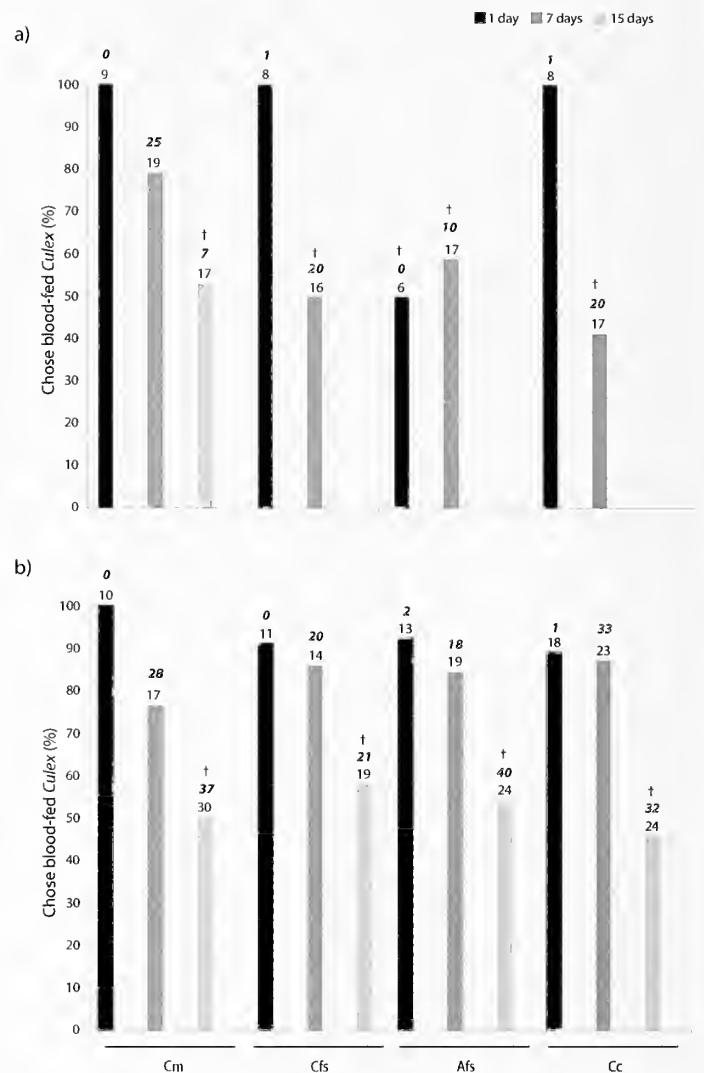 1 day 7 days 15 days
a)
0 1 1
9 8 8
100
90
25
80
19
70
†
† 10
7 17
60
† †
17 20 0 †
16 6 20
50
17
40
30
20
10
0
Chose blood-fed Culex (%)
b)
0
10 0 20 2 18 1 33
100
11 14 13 19 18 23
90
28
80
17
70
† †
21 40
60
† 19 24 †
37 32
30 24
50
40
30
20
10
0
Chose blood-fed Culex (%)
Cm Cfs Afs Cc